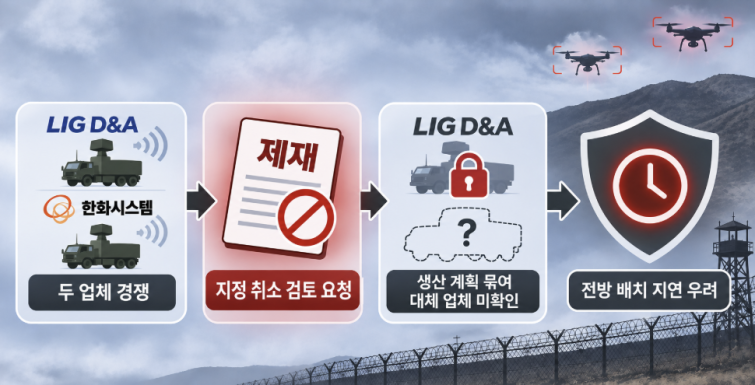 LIG D&A
한화시스템
두 업체 경쟁
제재
지정 취소 검토 요청
LIG D&A
?
생산 계획 묶여
대체 업체 미확인
전방 배치 지연 우려